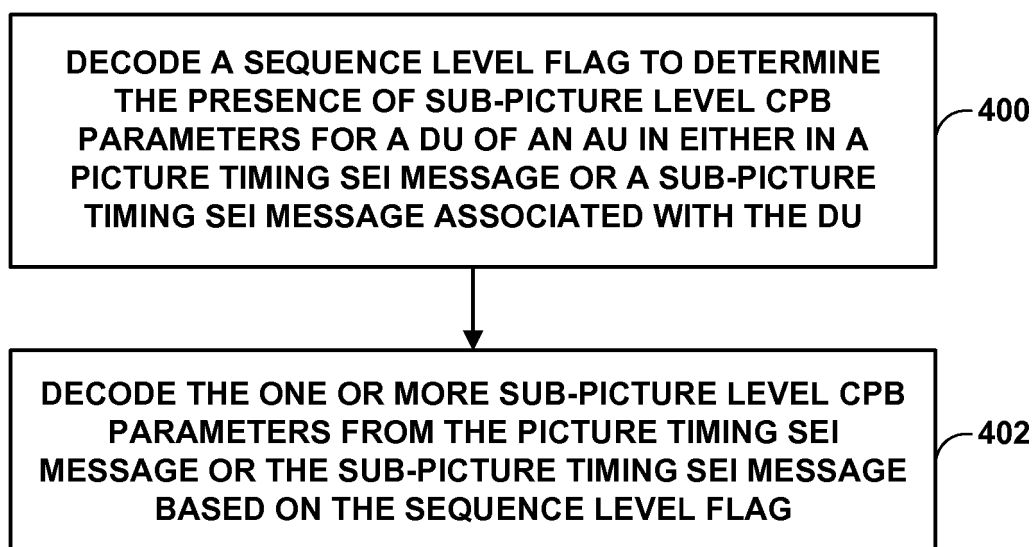 DECODE A SEQUENCE LEVEL FLAG TO DETERMINE
THE PRESENCE OF SUB-PICTURE LEVEL CPB
PARAMETERS FOR A DU OF AN AU IN EITHER IN A
PICTURE TIMING SEI MESSAGE OR A SUB-PICTURE
TIMING SEI MESSAGE ASSOCIATED WITH THE DU
400
DECODE THE ONE OR MORE SUB-PICTURE LEVEL CPB
PARAMETERS FROM THE PICTURE TIMING SEI
MESSAGE OR THE SUB-PICTURE TIMING SEI MESSAGE
BASED ON THE SEQUENCE LEVEL FLAG
402